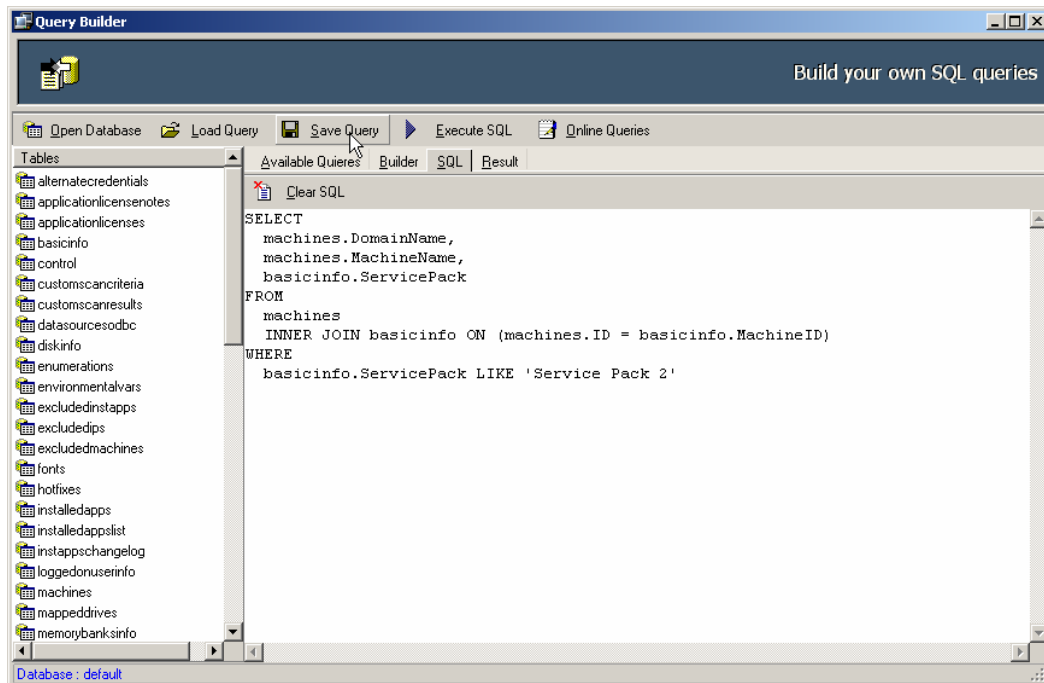 Query Builder
Build your own SQL queries
Open Database Load Query Save Query Execute SQL Online Queries
Tables
alternatecredentials
applicationlicensenotes
applicationlicenses
basicinfo
control
customscancriteria
customscanresults
datasourcesodbc
diskinfo
enumerations
environmentalvars
excludedinstapps
excludedips
excludedmachines
fonts
hotfixes
installedapps
installedappslist
instappschangelog
loggedonuserinfo
machines
mappeddrives
memorybanksinfo
Available Quieres Builder SQL Result
Clear SQL
SELECT
machines.DomainName,
machines.MachineName,
basicinfo.ServicePack
FROM
machines
INNER JOIN basicinfo ON (machines.ID = basicinfo.MachineID)
WHERE
basicinfo.ServicePack LIKE 'Service Pack 2'
Database : default